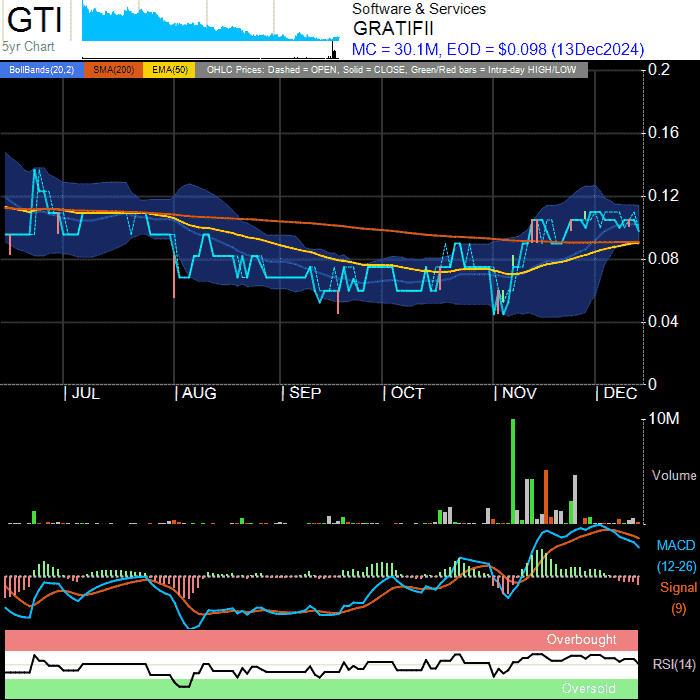 GTI
5yr Chart
Software & Services
GRATIFII
MC = 30.1M, EOD = $0.098 (13Dec2024)
BollBands(20,2) SMA(200) EMA(50) OHLC Prices: Dashed = OPEN, Solid = CLOSE, Green/Red bars = Intra-day HIGH/LOW
0.2
0.16
0.12
0.08
0.04
0
JUL AUG SEP OCT NOV DEC
10M
Volume
MACD
(12-26)
Signal
(9)
Overbought
RSI(14)
Oversold